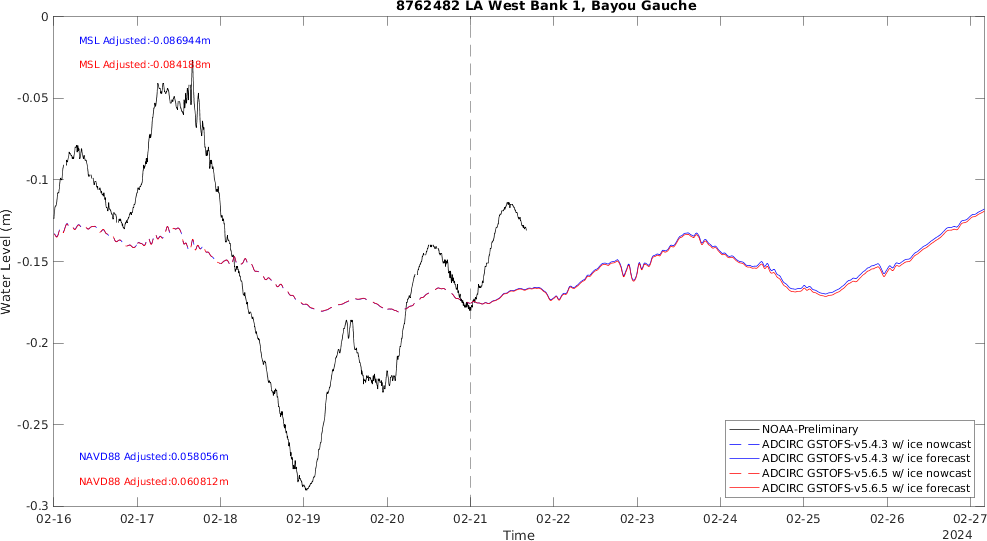 8762482 LA West Bank 1, Bayou Gauche
MSL Adjusted:-0.086944m
MSL Adjusted:-0.084188m
0
-0.05
-0.1
-0.15
-0.2
-0.25
-0.3
Water Level (m)
NAVD88 Adjusted:0.058056m
NAVD88 Adjusted:0.060812m
NOAA-Preliminary
ADCIRC GSTOFS-v5.4.3 w/ ice nowcast
ADCIRC GSTOFS-v5.4.3 w/ ice forecast
ADCIRC GSTOFS-v5.6.5 w/ ice nowcast
ADCIRC GSTOFS-v5.6.5 w/ ice forecast
02-16 02-17 02-18 02-19 02-20 02-21 02-22 02-23 02-24 02-25 02-26 02-27
Time
2024